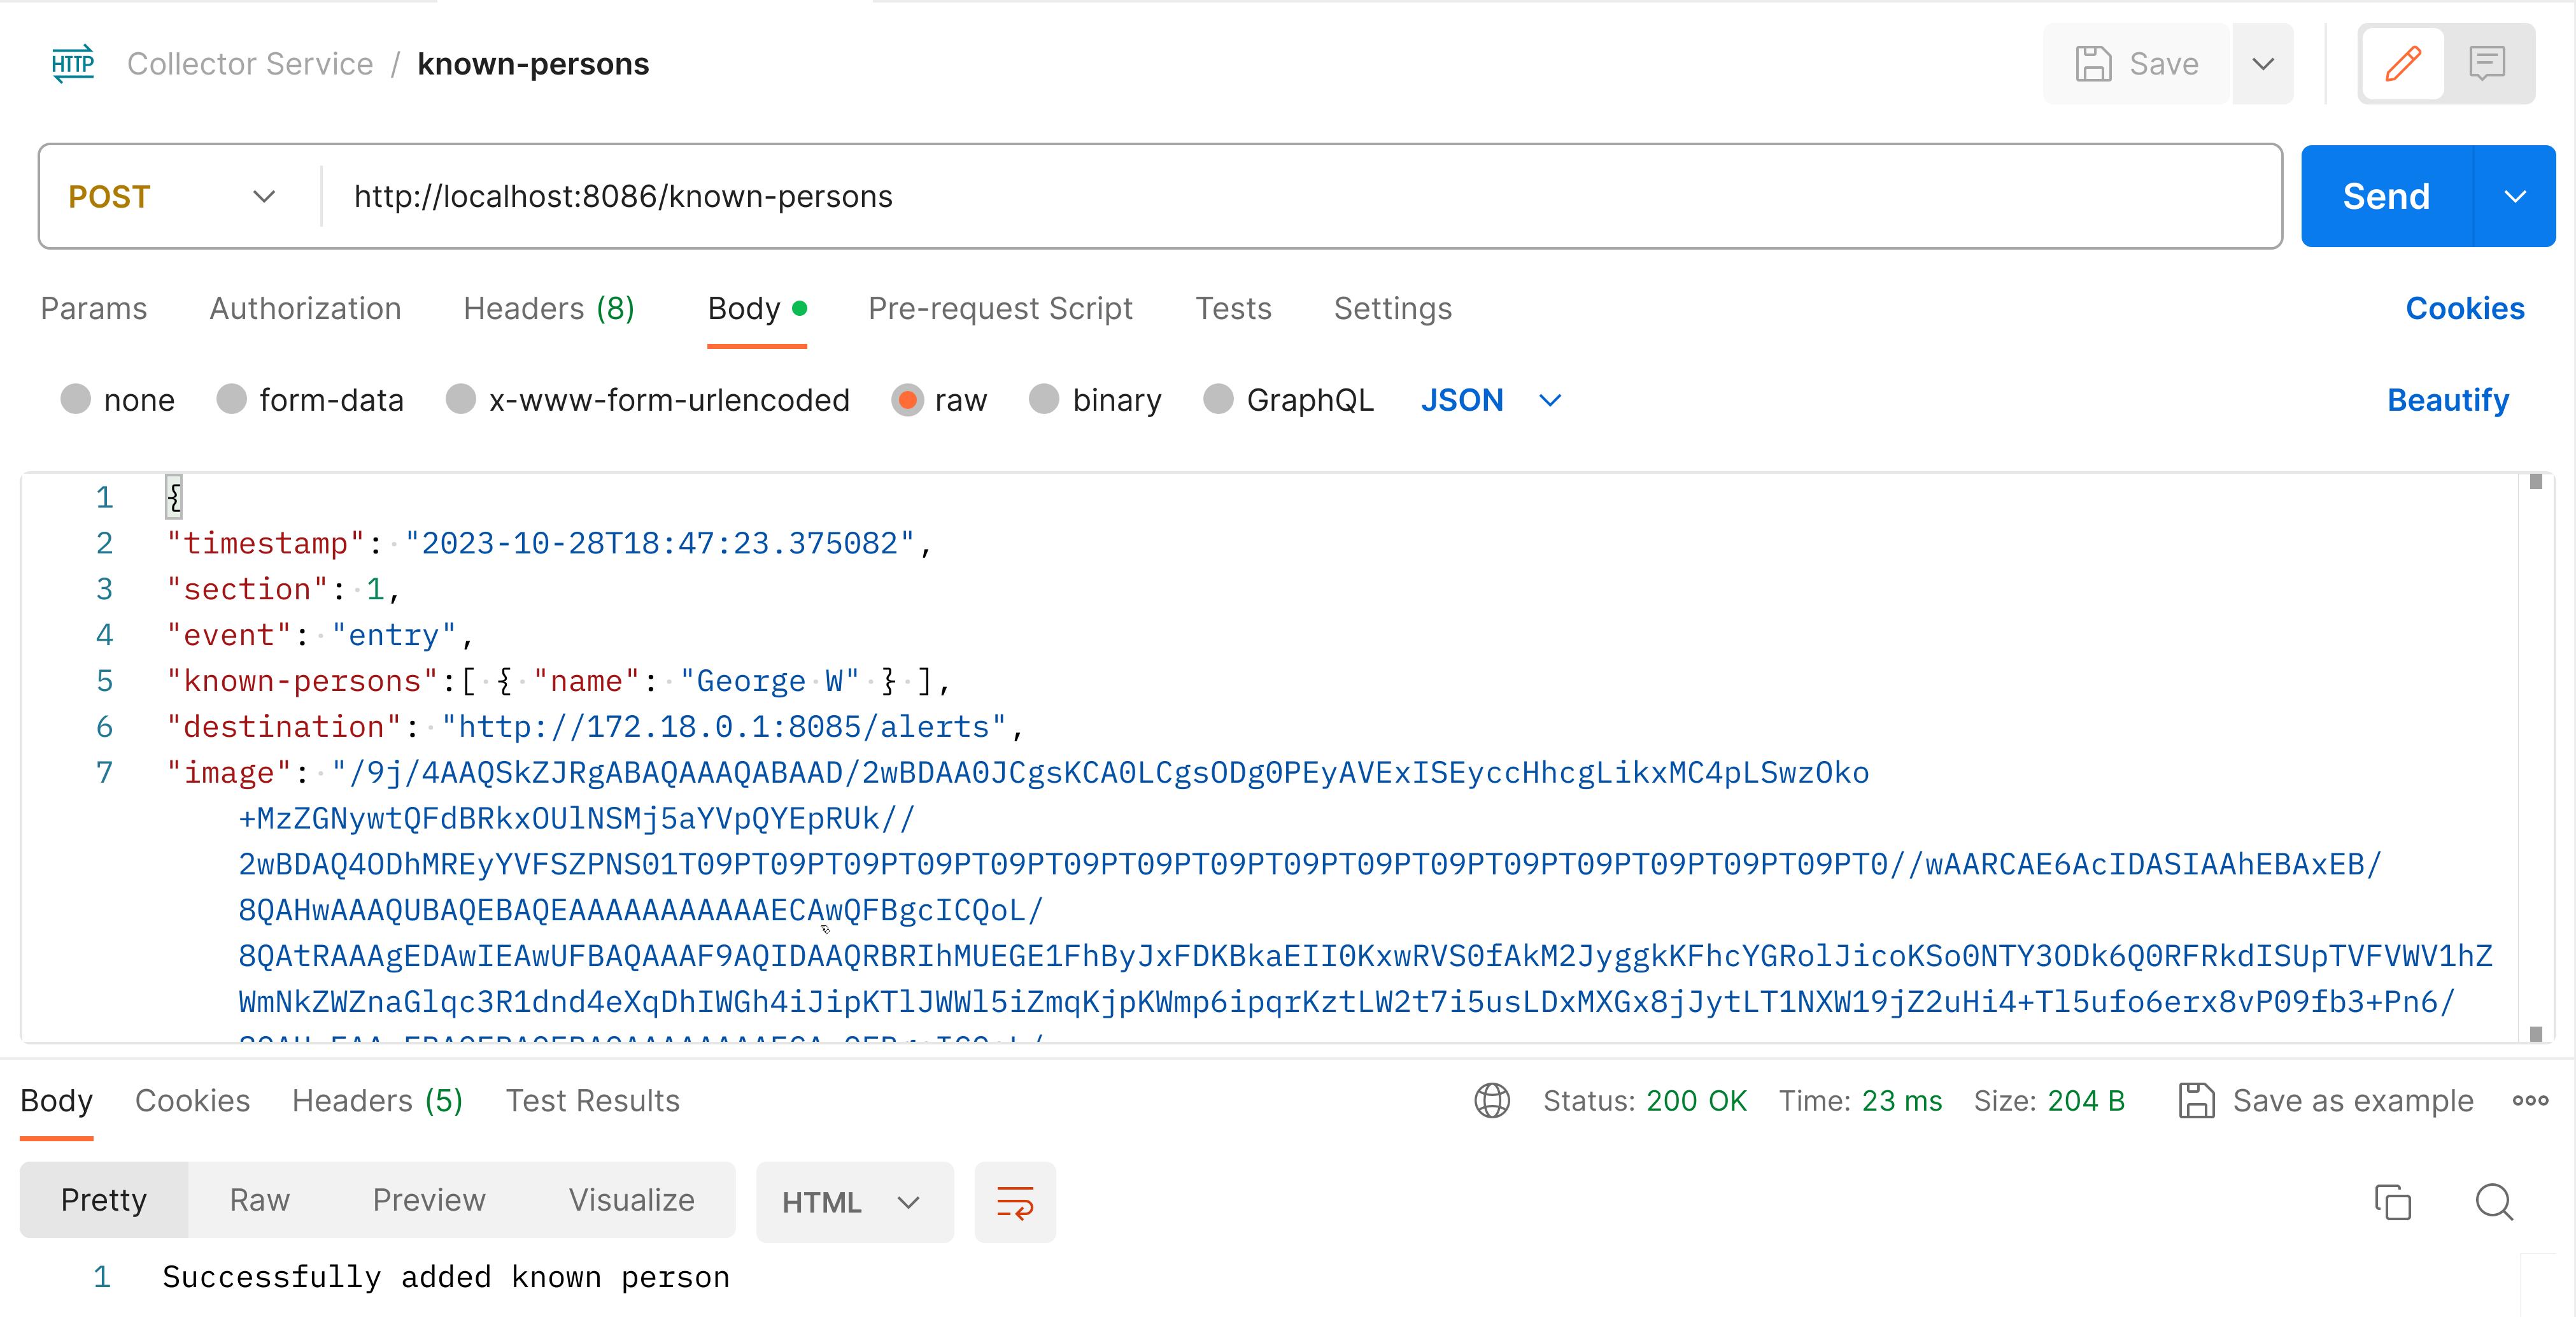 HTTP Collector Service / known-persons Save
POST http://localhost:8086/known-persons Send
Params Authorization Headers (8) Body Pre-request Script Tests Settings Cookies
none form-data x-www-form-urlencoded raw binary GraphQL JSON Beautify
1 {
2 "timestamp": "2023-10-28T18:47:23.375082",
3 "section": 1,
4 "event": "entry",
5 "known-persons":[ { "name": "George W" } ],
6 "destination": "http://172.18.0.1:8085/alerts",
7 "image": "/9j/4AAQSkZJRgABAQAAAQABAAD/2wBDAA0JCgsKCA0LCgsODg0PEyAVExISEyccHhcgLikxMC4pLSwzOko
+MzZGNywtQFdBRkxOUlNSMj5aYVpQYEpRUk//
2wBDAQ4ODhMREyYVFSZPNS01T09PT09PT09PT09PT09PT09PT09PT09PT09PT09PT09PT09PT09PT09PT09PT09PT0//wAARCAE6AcIDASIAAhEBAxEB/
8QAHwAAAQUBAQEBAQEAAAAAAAAAAAECAwQFBgcICQoL/
8QAtRAAAgEDAwIEAwUFBAQAAAF9AQIDAAQRBRIhMUEGE1FhByJxFDKBkaEII0KxwRVS0fAkM2JyggkKFhcYGRolJicoKSo0NTY3ODk6Q0RFRkdISUpTVFVWV1hZ
WmNkZWZnaGlqc3R1dnd4eXqDhIWGh4iJipKTlJWWl5iZmqKjpKWmp6ipqrKztLW2t7i5usLDxMXGx8jJytLT1NXW19jZ2uHi4+Tl5ufo6erx8vP09fb3+Pn6/
Body Cookies Headers (5) Test Results Status: 200 OK Time: 23 ms Size: 204 B Save as example
Pretty Raw Preview Visualize HTML
1 Successfully added known person